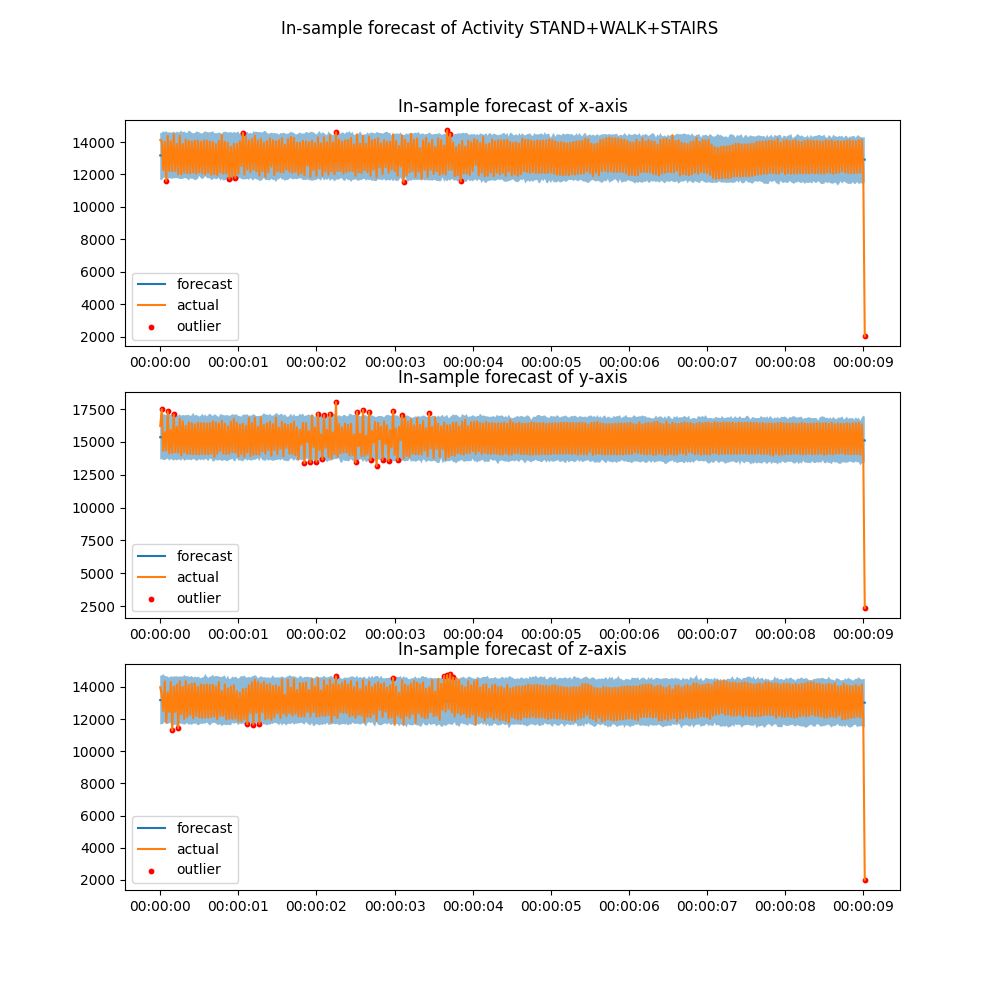 In-sample forecast of Activity STAND+WALK+STAIRS
In-sample forecast of x-axis
14000
12000
10000
8000
6000
4000
2000
forecast
actual
outlier
00:00:00 00:00:01 00:00:02 00:00:03 00:00:04 00:00:05 00:00:06 00:00:07 00:00:08 00:00:09
In-sample forecast of y-axis
17500
15000
12500
10000
7500
5000
2500
forecast
actual
outlier
00:00:00 00:00:01 00:00:02 00:00:03 00:00:04 00:00:05 00:00:06 00:00:07 00:00:08 00:00:09
In-sample forecast of z-axis
14000
12000
10000
8000
6000
4000
2000
forecast
actual
outlier
00:00:00 00:00:01 00:00:02 00:00:03 00:00:04 00:00:05 00:00:06 00:00:07 00:00:08 00:00:09